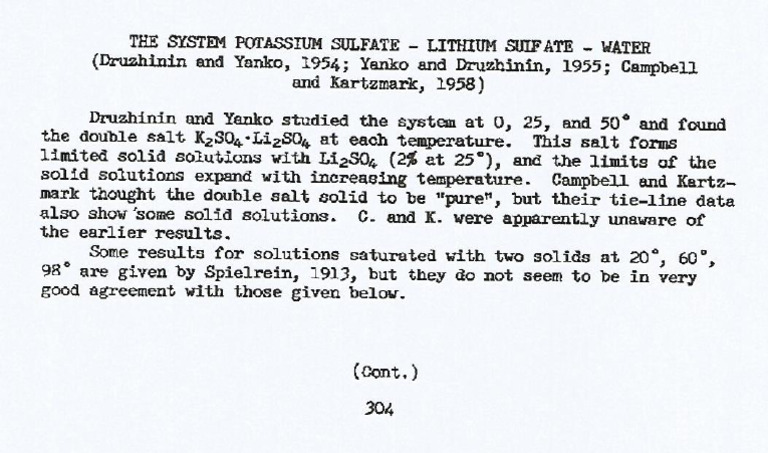 THE SYSTEM POTASSIUM SULFATE - LITHIUM SULFATE - WATER
(Druzhinin and Yanko, 1954; Yanko and Druzhinin, 1955; Campbell
and Kartzmark, 1958)
Druzhinin and Yanko studied the system at 0, 25, and 50° and found
the double salt K₂SO₄·Li₂SO₄ at each temperature. This salt forms
limited solid solutions with Li₂SO₄ (2% at 25°), and the limits of the
solid solutions expand with increasing temperature. Campbell and Kartz-
mark thought the double salt solid to be "pure", but their tie-line data
also show some solid solutions. C. and K. were apparently unaware of
the earlier results.
Some results for solutions saturated with two solids at 20°, 60°,
98° are given by Spielrein, 1913, but they do not seem to be in very
good agreement with those given below.
(Cont.)
304